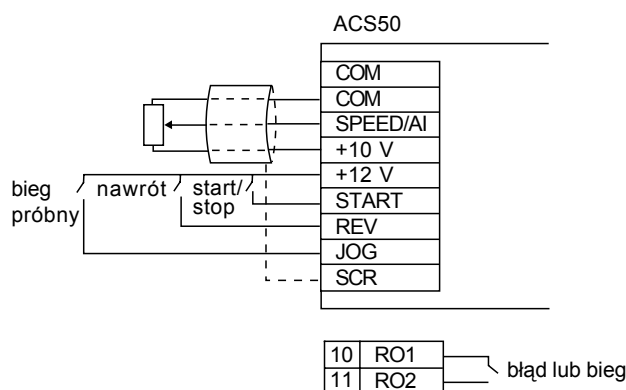 ACS50
COM
COM
SPEED/AI
+10 V
+12 V
START
REV
JOG
SCR
bieg
próbny
nawrót
start/
stop
10 RO1
11 RO2
błąd lub bieg